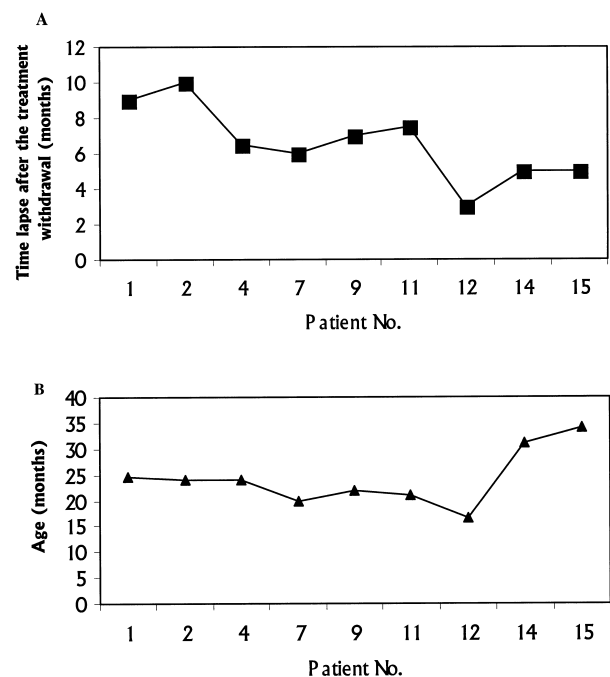 A
Time lapse after the treatment
withdrawal (months)
12
10
8
6
4
2
0
1 2 4 7 9 11 12 14 15
Patient No.
B
Age (months)
40
35
30
25
20
15
10
5
0
1 2 4 7 9 11 12 14 15
Patient No.